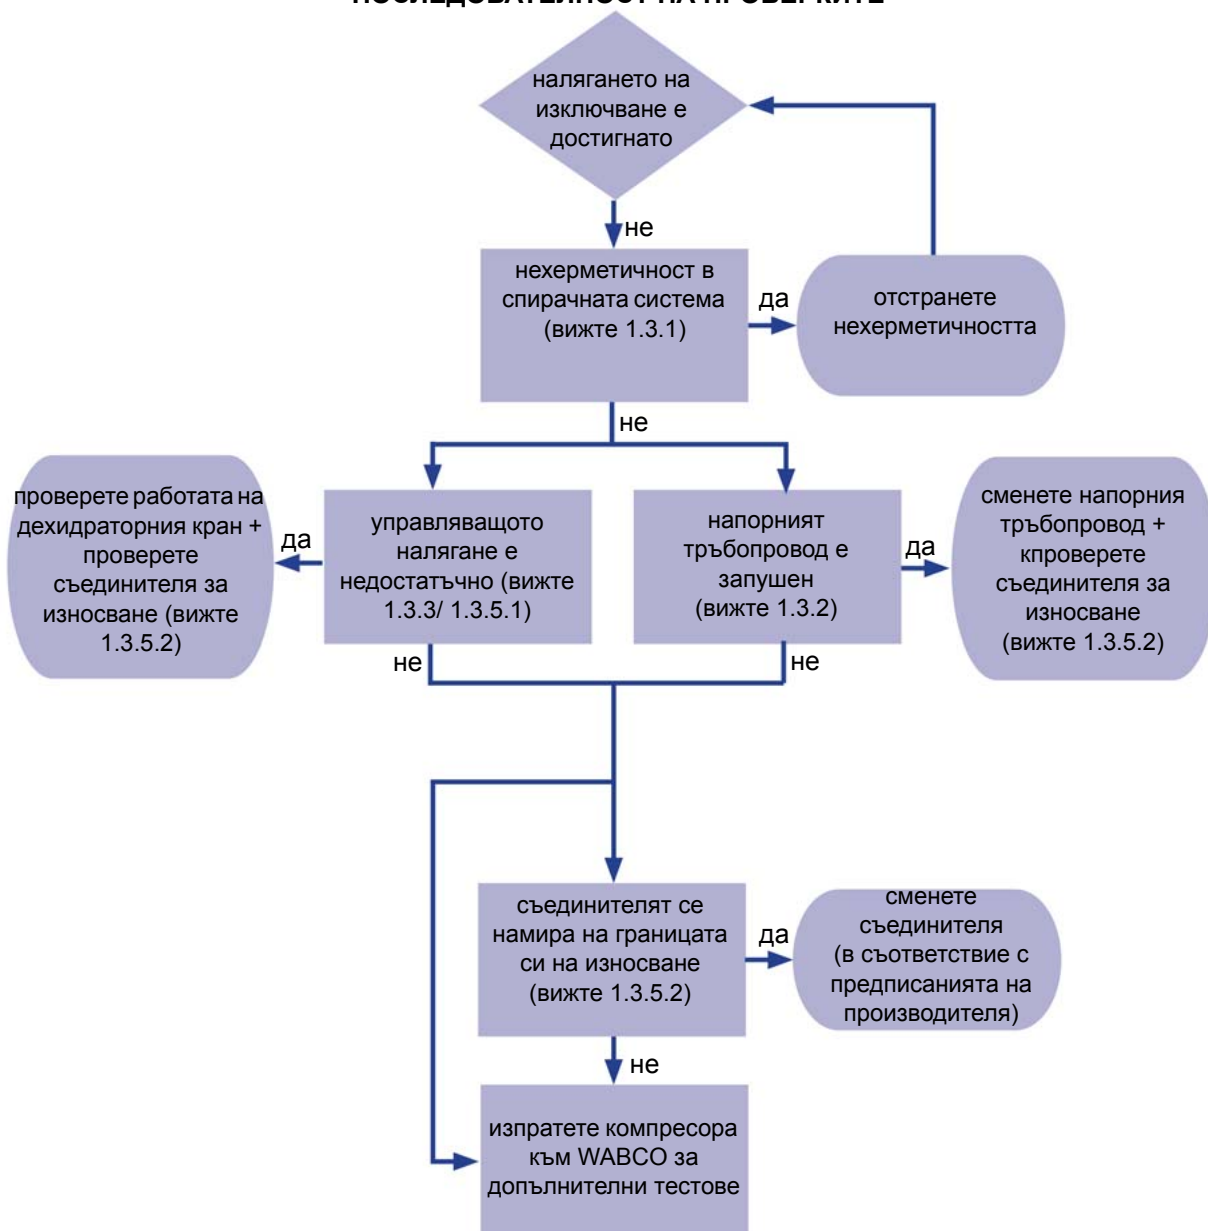 ПОСЛЕДОВАТЕЛНОСТ НА ПРОВЕРКИТЕ
налягането на
изключване е
достигнато
не
нехерметичност в
спирачната система
(вижте 1.3.1)
да
отстранете
нехерметичността
не
проверете работата на
дехидраторния кран +
проверете
съединителя за
износване (вижте
1.3.5.2)
да
управляващото
налягане е
недостатъчно (вижте
1.3.3/ 1.3.5.1)
напорният
тръбопровод е
запушен
(вижте 1.3.2)
да
сменете напорния
тръбопровод +
кпроверете
съединителя за
износване
(вижте 1.3.5.2)
не
не
съединителят се
намира на границата
си на износване
(вижте 1.3.5.2)
да
сменете
съединителя
(в съответствие с
предписанията на
производителя)
не
изпратете компресора
към WABCO за
допълнителни тестове